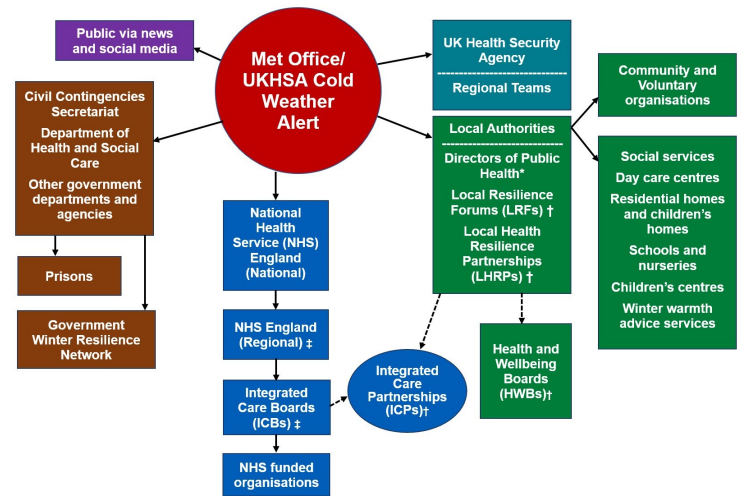 Public via news
and social media
Met Office/
UKHSA Cold
Weather
Alert
UK Health Security
Agency
Regional Teams
Community and
Voluntary
organisations
Civil Contingencies
Secretariat
Department of
Health and Social
Care
Other government
departments and
agencies
Local Authorities
Directors of Public
Health*
Local Resilience
Forums (LRFs) †
Local Health
Resilience
Partnerships
(LHRPs) †
Social services
Day care centres
Residential homes
and children's
homes
Schools and
nurseries
Children's centres
Winter warmth
advice services
National
Health
Service (NHS)
England
(National)
Prisons
Government
Winter Resilience
Network
NHS England
(Regional) ‡
Integrated
Care Boards
(ICBs) ‡
Integrated
Care
Partnerships
(ICPs)†
Health and
Wellbeing
Boards
(HWBs)†
NHS funded
organisations